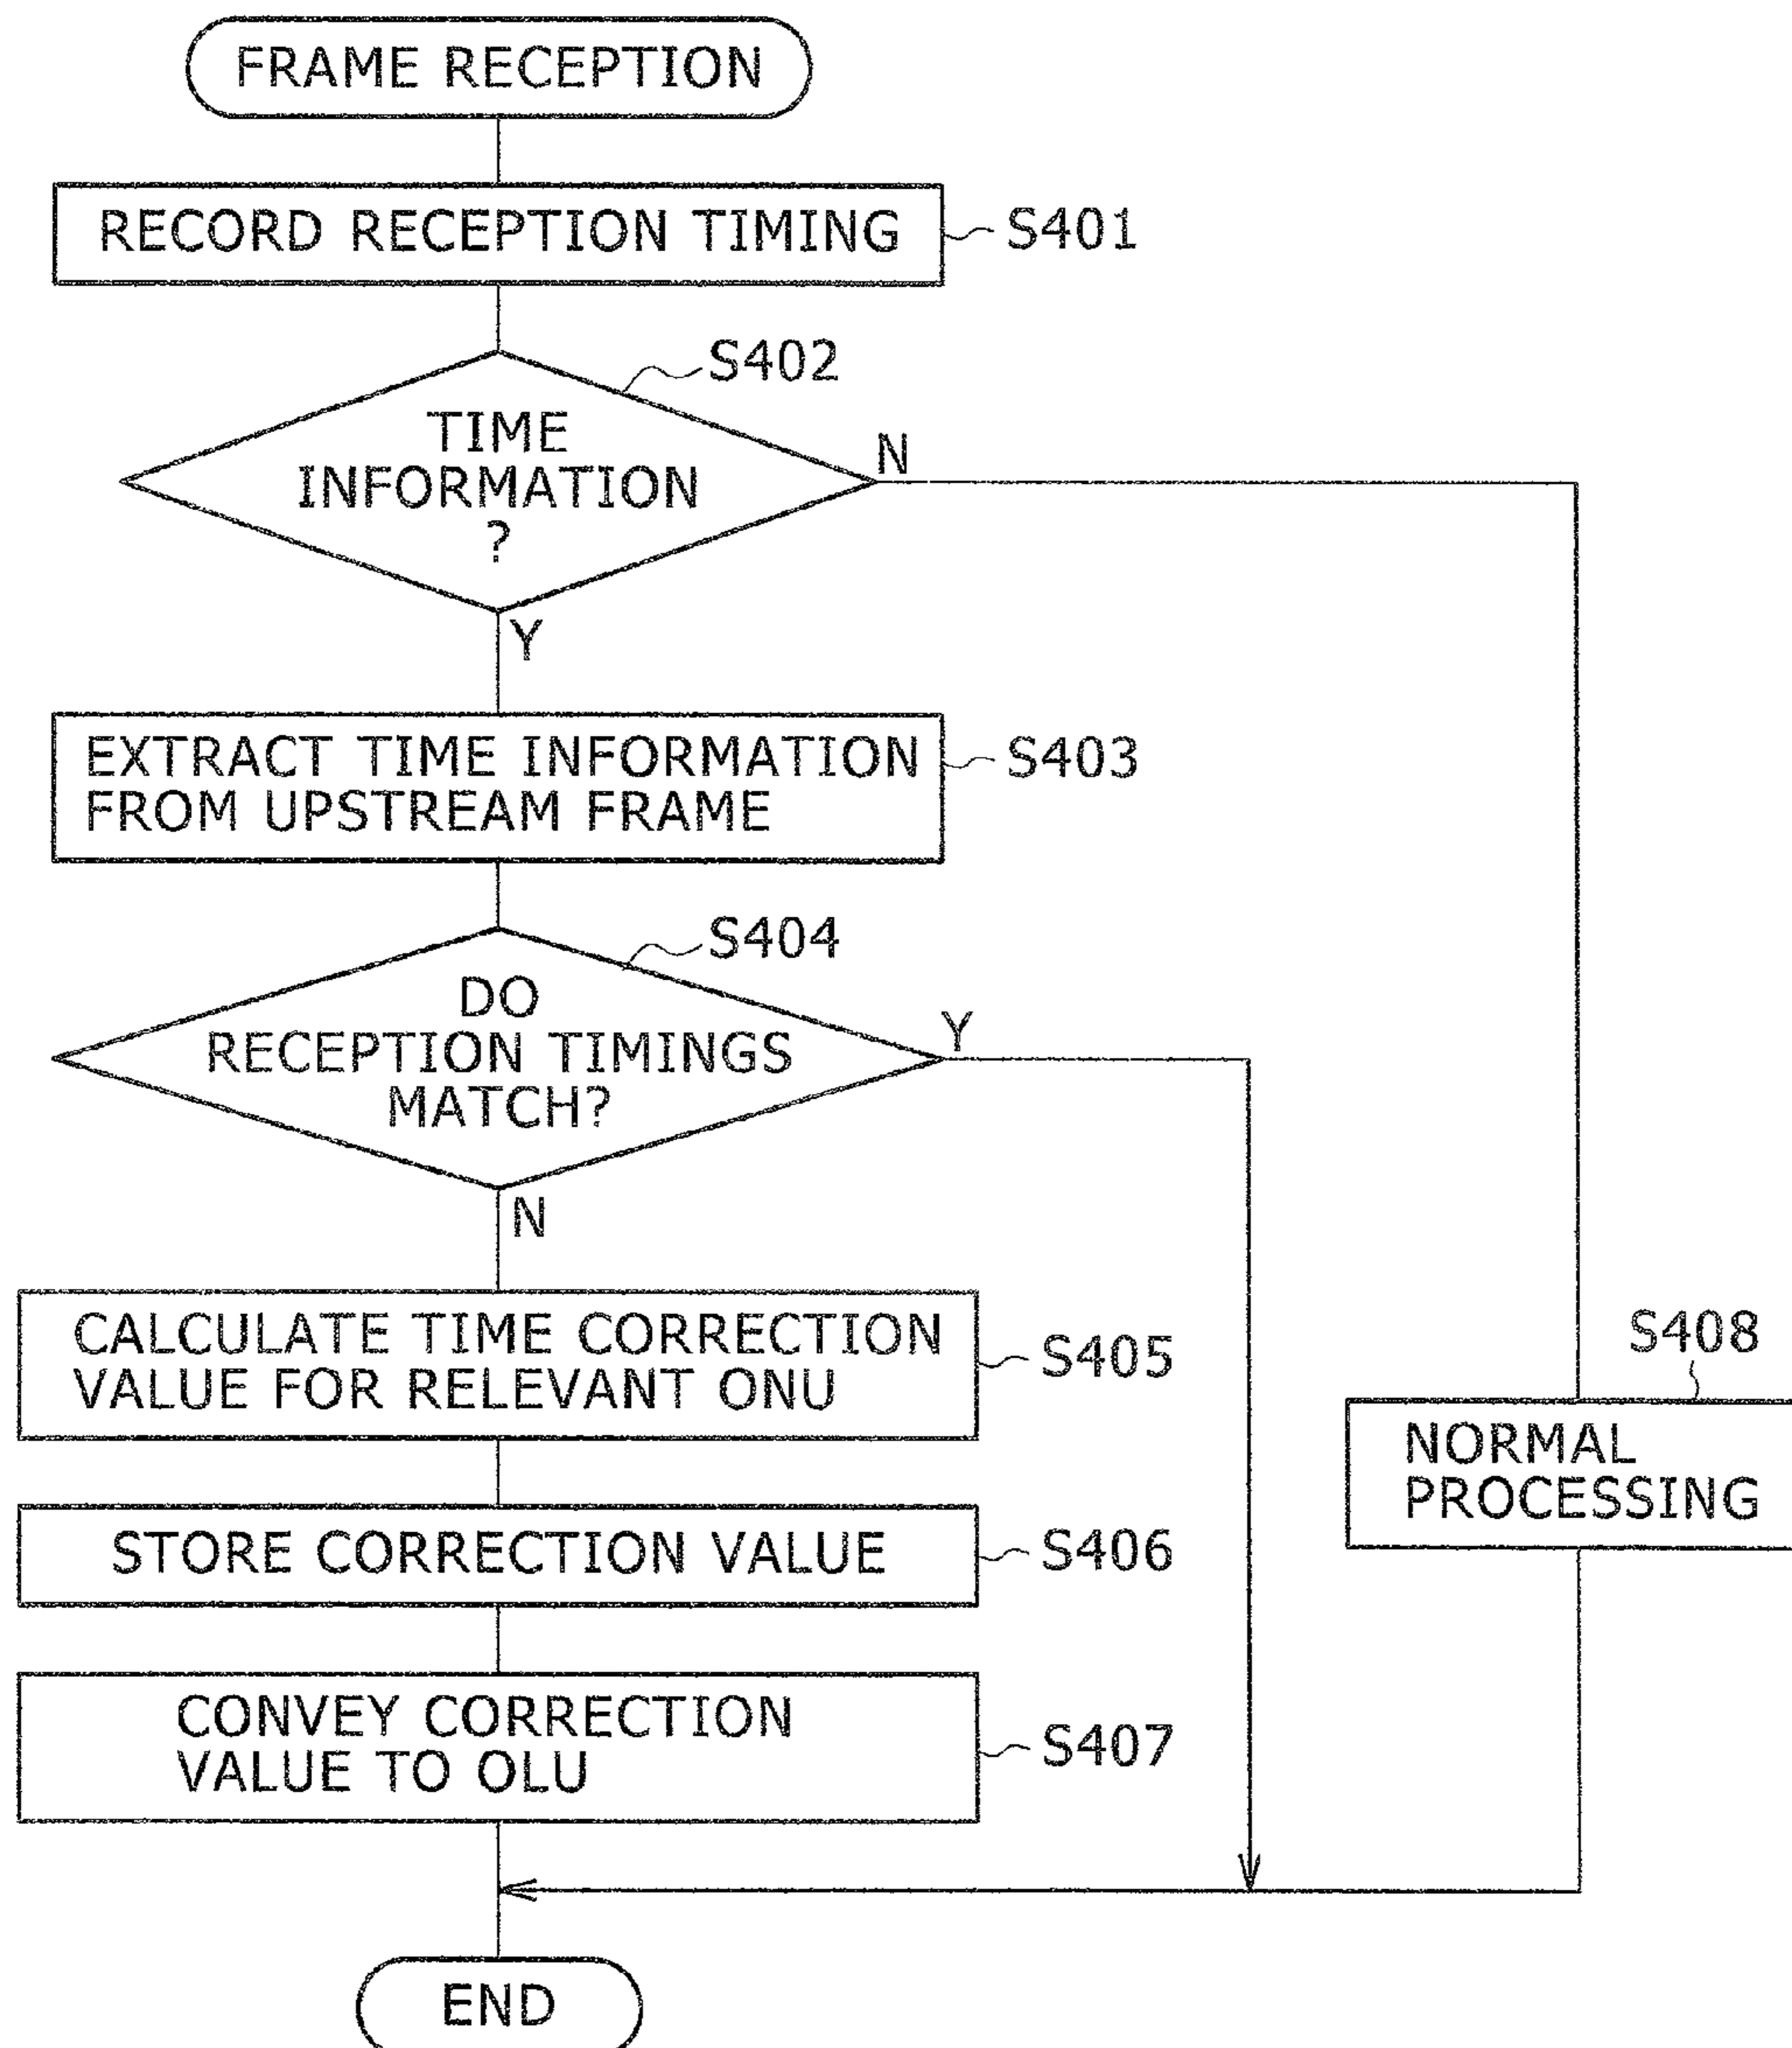 FRAME RECEPTION
RECORD RECEPTION TIMING
S401
S402
TIME
INFORMATION
?
N
Y
EXTRACT TIME INFORMATION
FROM UPSTREAM FRAME
S403
S404
DO
RECEPTION TIMINGS
MATCH?
Y
N
CALCULATE TIME CORRECTION
VALUE FOR RELEVANT ONU
S405
S408
NORMAL
PROCESSING
STORE CORRECTION VALUE
S406
CONVEY CORRECTION
VALUE TO OLU
S407
END